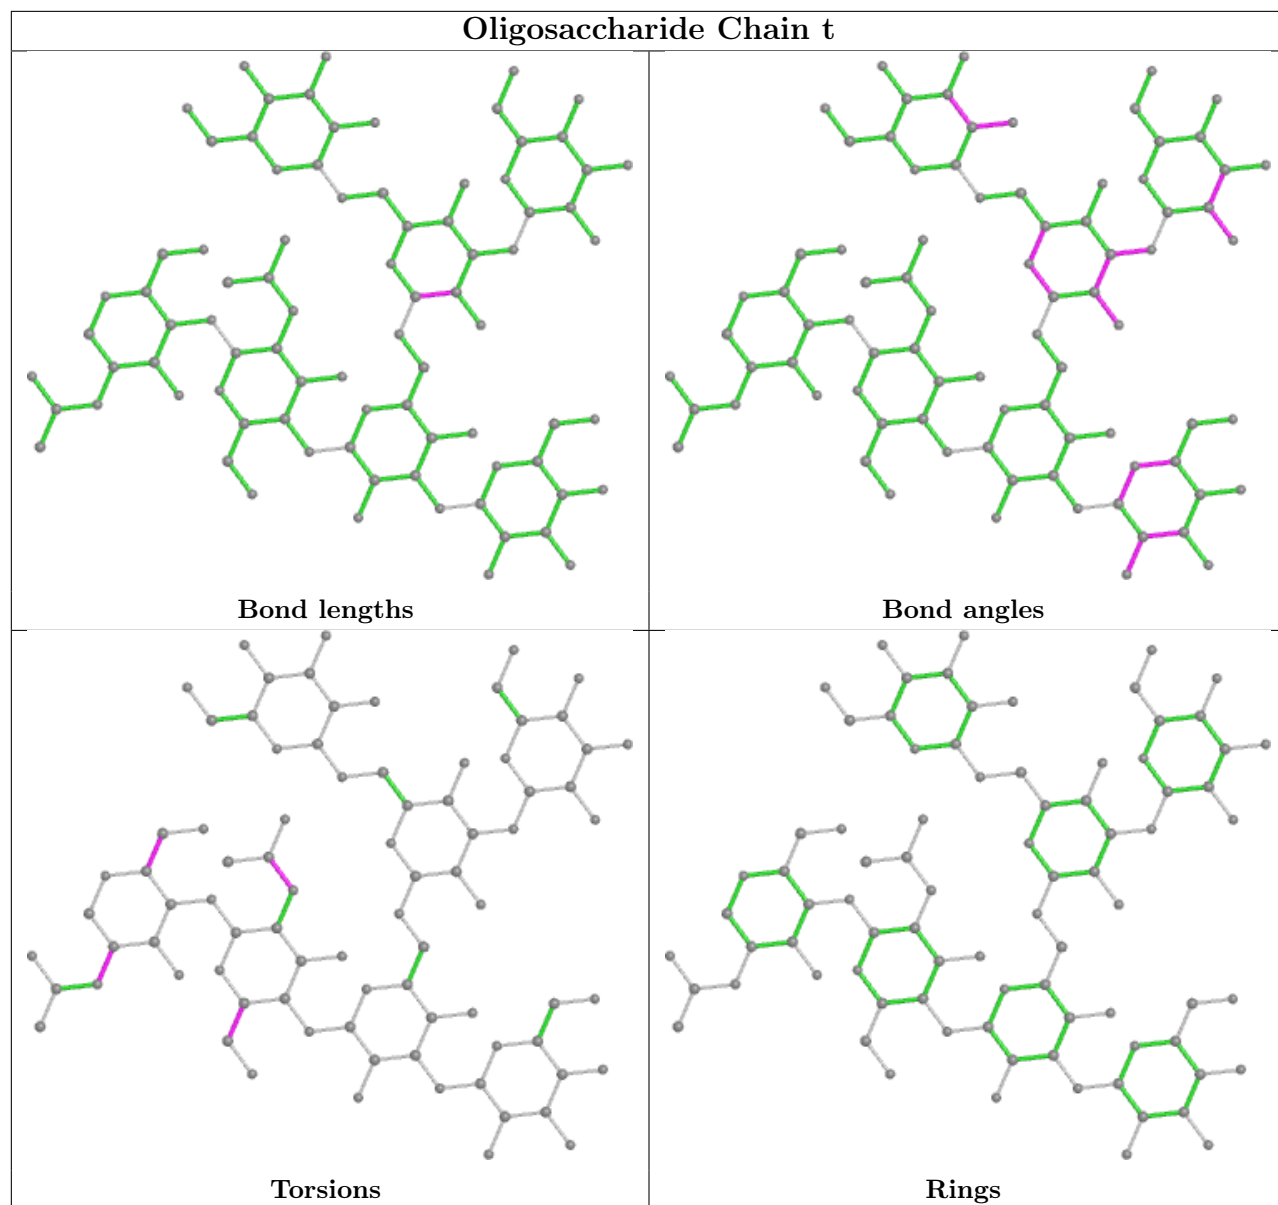 Oligosaccharide Chain t
Bond lengths
Bond angles
Torsions
Rings